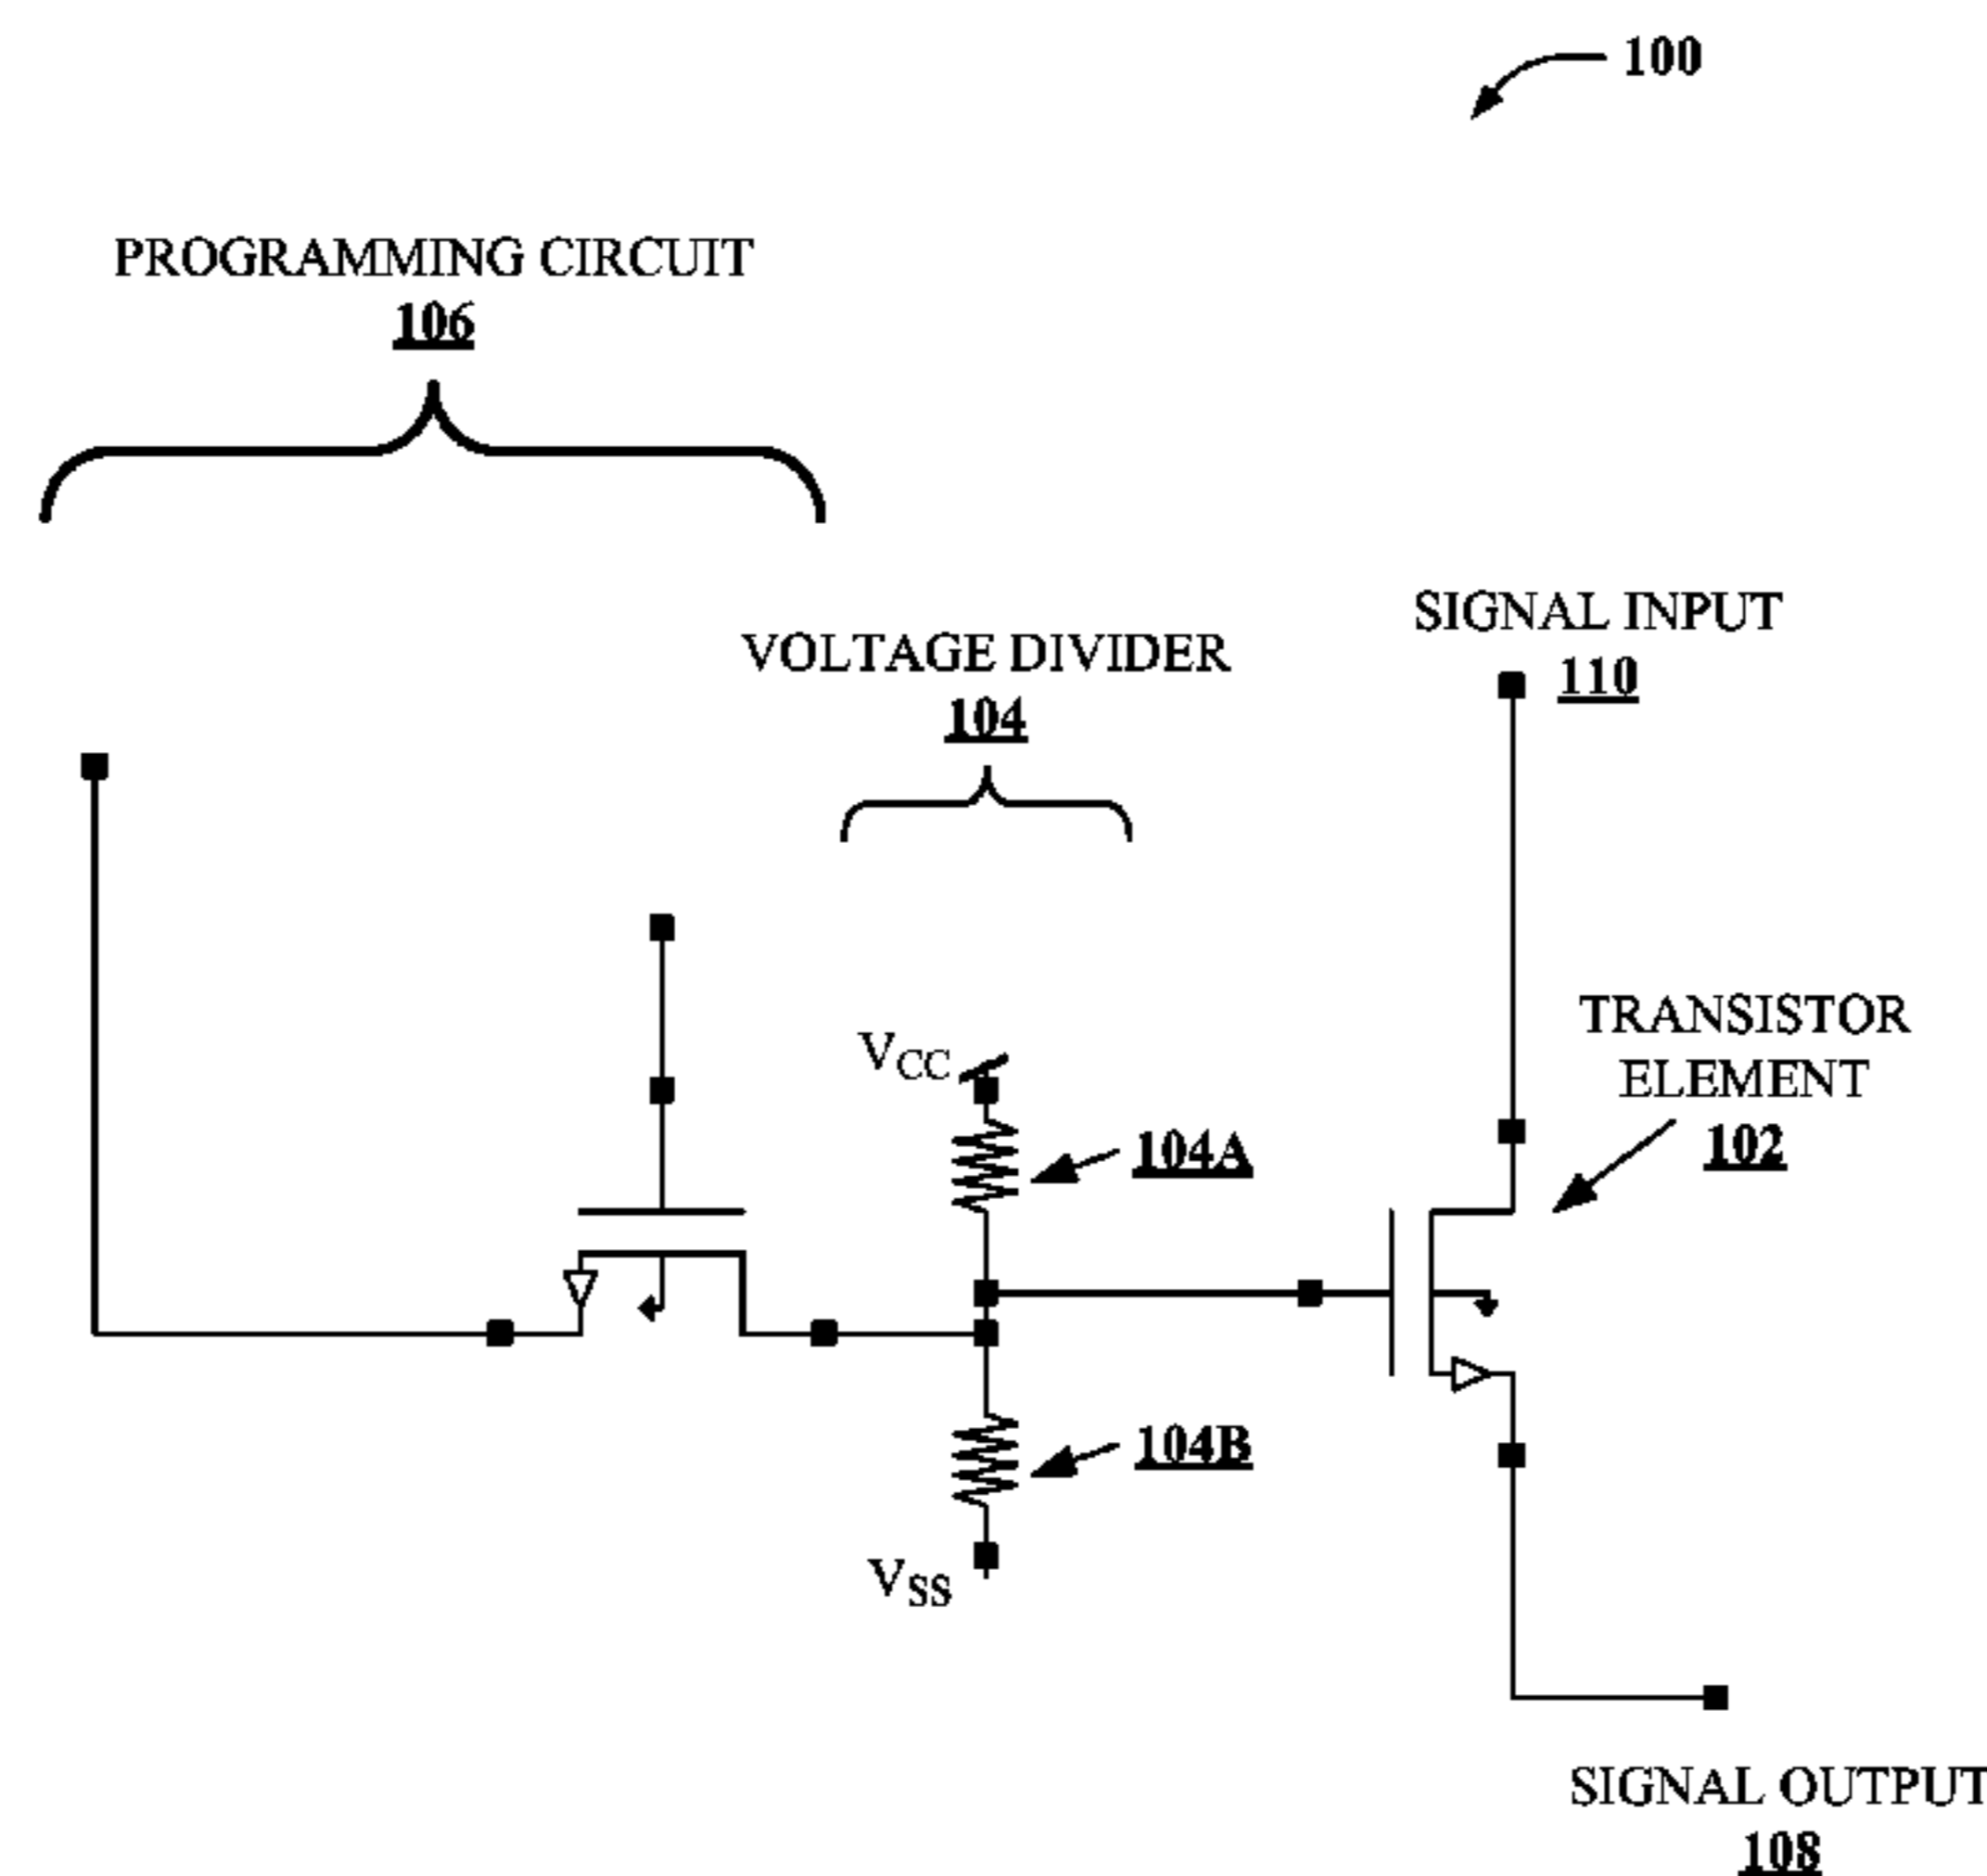 100
PROGRAMMING CIRCUIT
106
SIGNAL INPUT
110
VOLTAGE DIVIDER
104
TRANSISTOR
ELEMENT
102
VCC
104A
104B
VSS
SIGNAL OUTPUT
108